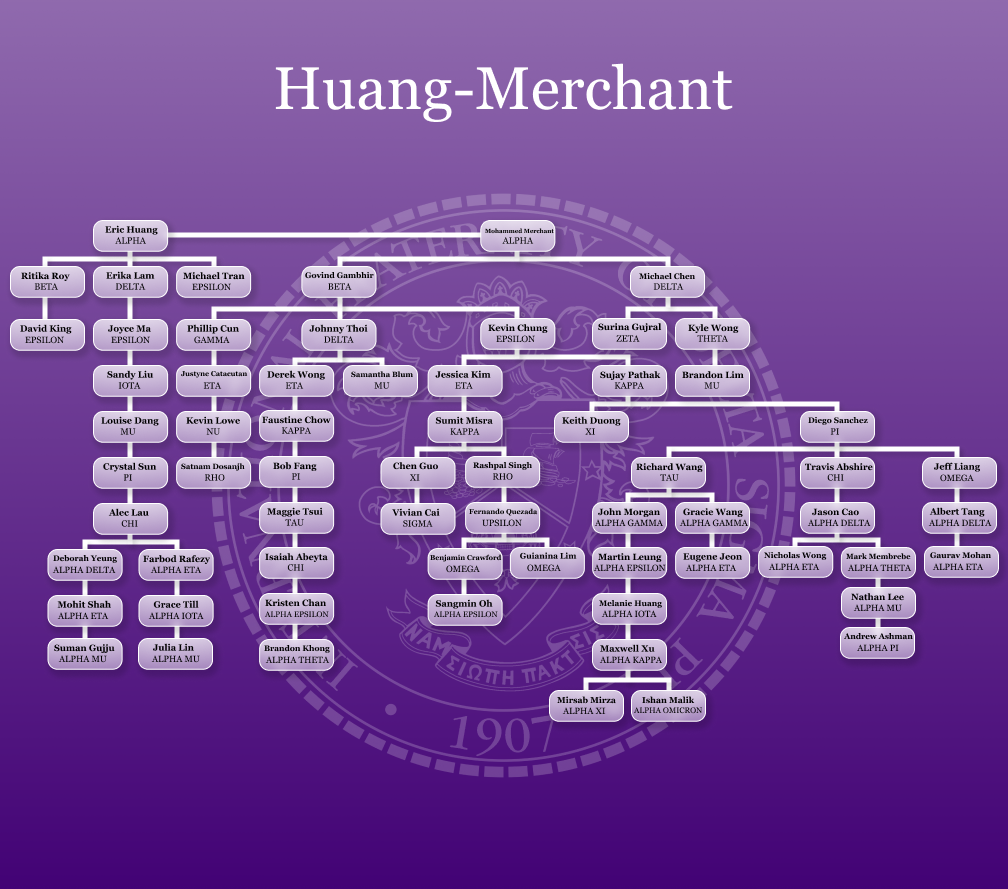 Huang-Merchant
Eric Huang
ALPHA
Mohammed Merchant
ALPHA
Ritika Roy
BETA
Erika Lam
DELTA
Michael Tran
EPSILON
Govind Gambhir
BETA
Michael Chen
DELTA
David King
EPSILON
Joyce Ma
EPSILON
Phillip Cun
GAMMA
Johnny Thoi
DELTA
Kevin Chung
EPSILON
Surina Gujral
ZETA
Kyle Wong
THETA
Sandy Liu
IOTA
Justyne Catacutan
ETA
Derek Wong
ETA
Samantha Blum
MU
Jessica Kim
ETA
Sujay Pathak
KAPPA
Brandon Lim
MU
Louise Dang
MU
Kevin Lowe
NU
Faustine Chow
KAPPA
Sumit Misra
KAPPA
Keith Duong
XI
Diego Sanchez
PI
Crystal Sun
PI
Satnam Dosanjh
RHO
Bob Fang
PI
Chen Guo
XI
Rashpal Singh
RHO
Richard Wang
TAU
Travis Abshire
CHI
Jeff Liang
OMEGA
Alec Lau
CHI
Maggie Tsui
TAU
Vivian Cai
SIGMA
Fernando Quezada
UPSILON
John Morgan
ALPHA GAMMA
Gracie Wang
ALPHA GAMMA
Jason Cao
ALPHA DELTA
Albert Tang
ALPHA DELTA
Deborah Yeung
ALPHA DELTA
Farbod Rafezy
ALPHA ETA
Isaiah Abeyta
CHI
Benjamin Crawford
OMEGA
Guianina Lim
OMEGA
Martin Leung
ALPHA EPSILON
Eugene Jeon
ALPHA ETA
Nicholas Wong
ALPHA ETA
Mark Membrebe
ALPHA THETA
Gaurav Mohan
ALPHA ETA
Mohit Shah
ALPHA ETA
Grace Till
ALPHA IOTA
Kristen Chan
ALPHA EPSILON
Sangmin Oh
ALPHA EPSILON
Melanie Huang
ALPHA IOTA
Nathan Lee
ALPHA MU
Suman Gujju
ALPHA MU
Julia Lin
ALPHA MU
Brandon Khong
ALPHA THETA
Maxwell Xu
ALPHA KAPPA
Andrew Ashman
ALPHA PI
Mirsab Mirza
ALPHA XI
Ishan Malik
ALPHA OMICRON
1907